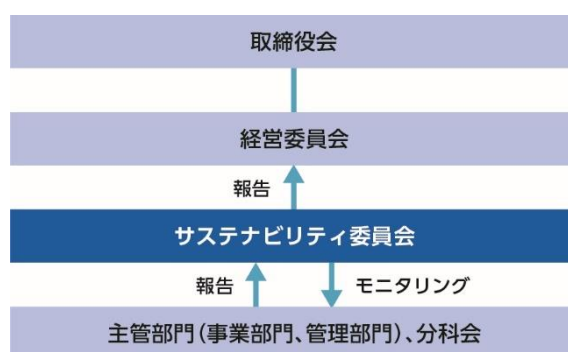 取締役会
経営委員会
報告
サステナビリティ委員会
報告 モニタリング
主管部門(事業部門、管理部門)、分科会